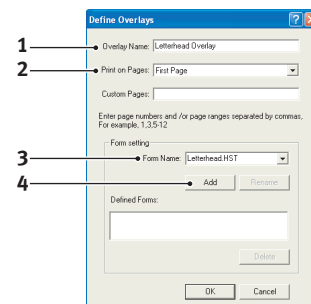 Define Overlays
1 Overlay Name: Letterhead Overlay
2 Print on Pages: First Page
Custom Pages:
Enter page numbers and /or page ranges separated by commas,
For example, 1,3,5-12
Form setting
3 Form Name: Letterhead.HST
4 Add Rename
Defined Forms:
Delete
OK Cancel